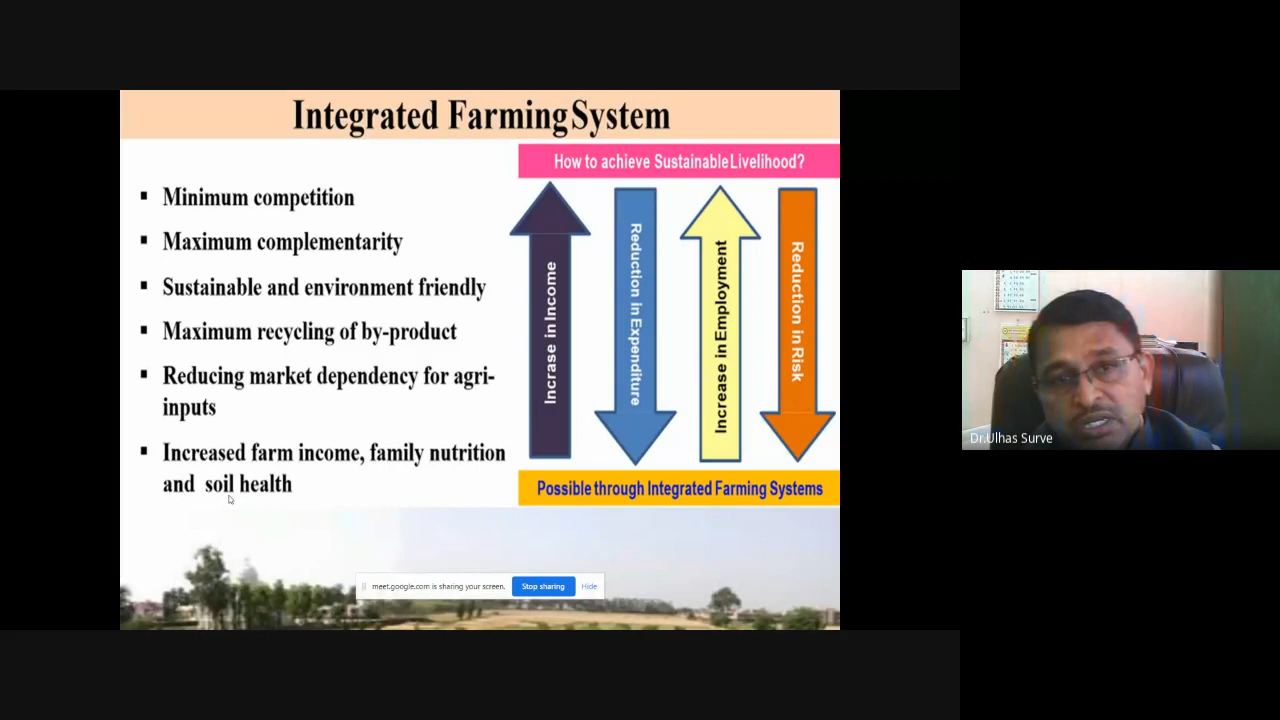 Integrated Farming System
How to achieve Sustainable Livelihood?
▪ Minimum competition
▪ Maximum complementarity
▪ Sustainable and environment friendly
▪ Maximum recycling of by-product
▪ Reducing market dependency for agri-
inputs
▪ Increased farm income, family nutrition
and soil health
Incrase in Income
Reduction in Expenditure
Increase in Employment
Reduction in Risk
Possible through Integrated Farming Systems
meet.google.com is sharing your screen.
Stop sharing
Hide
Dr.Ulhas Surve